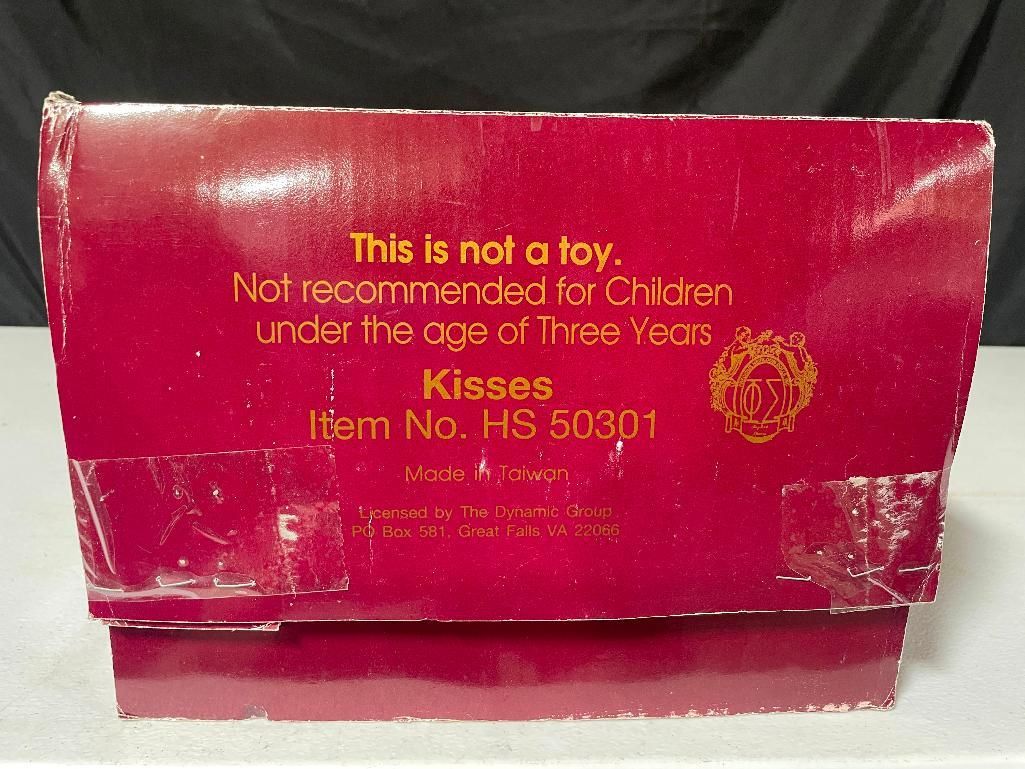 This is not a toy.
Not recommended for Children
under the age of Three Years
Kisses
Item No. HS 50301
ΦΣ
Made in Taiwan
Licensed by The Dynamic Group
PO Box 581, Great Falls VA 22066